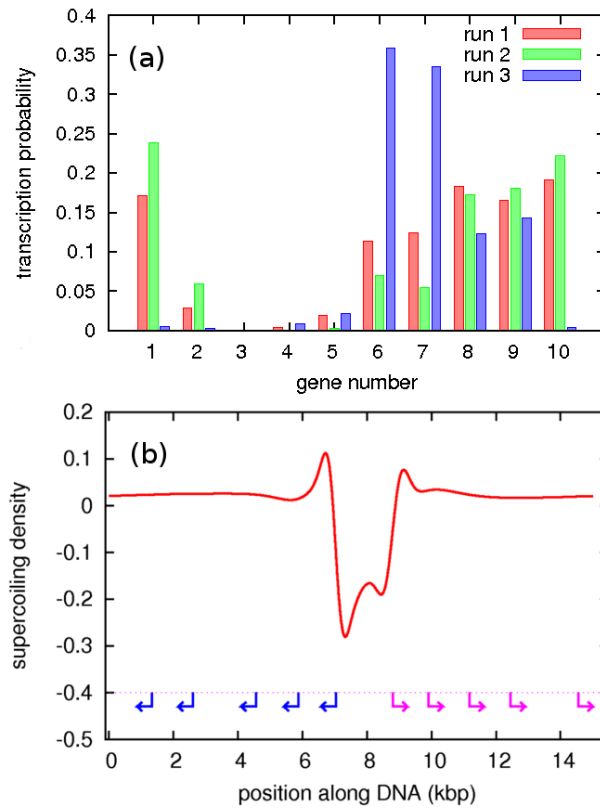 0.4
0.35
0.3
0.25
0.2
0.15
0.1
0.05
0
transcription probability
(a)
run 1
run 2
run 3
1 2 3 4 5 6 7 8 9 10
gene number
0.2
0.1
0
-0.1
-0.2
-0.3
-0.4
-0.5
supercoiling density
(b)
0 2 4 6 8 10 12 14
position along DNA (kbp)